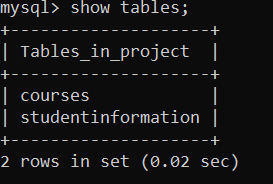 mysql> show tables;
+--------------------+
| Tables_in_project  |
+--------------------+
| courses            |
| studentinformation |
+--------------------+
2 rows in set (0.02 sec)